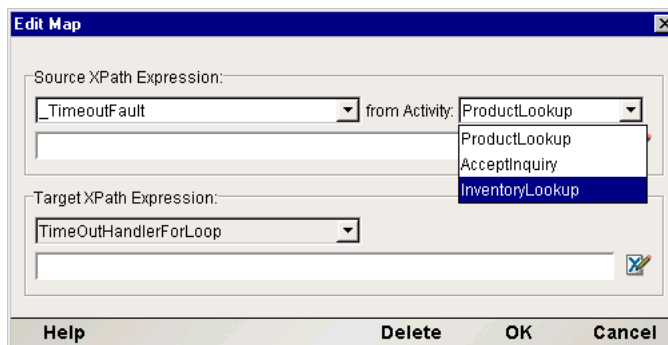 Edit Map
Source XPath Expression:
_TimeoutFault from Activity: ProductLookup
ProductLookup
AcceptInquiry
InventoryLookup
Target XPath Expression:
TimeOutHandlerForLoop
Help Delete OK Cancel